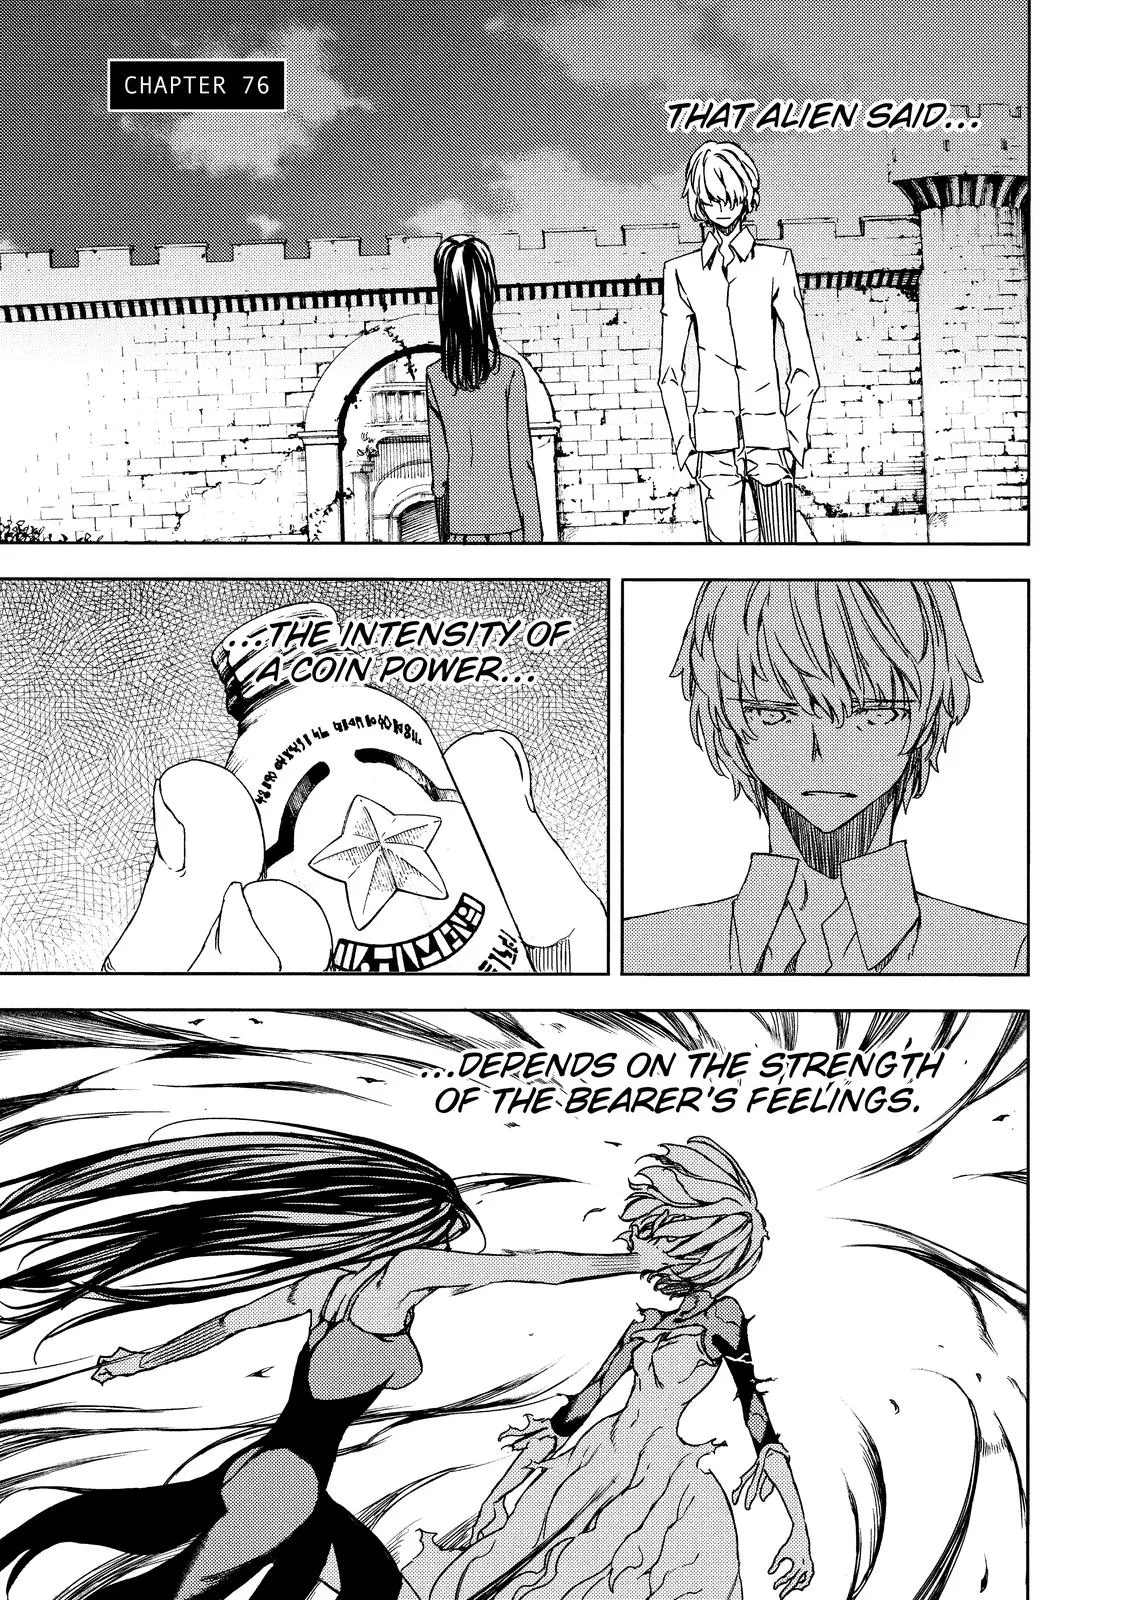 CHAPTER 76
THAT ALIEN SAID...
...THE INTENSITY OF
A COIN POWER...
...DEPENDS ON THE STRENGTH
OF THE BEARER'S FEELINGS.